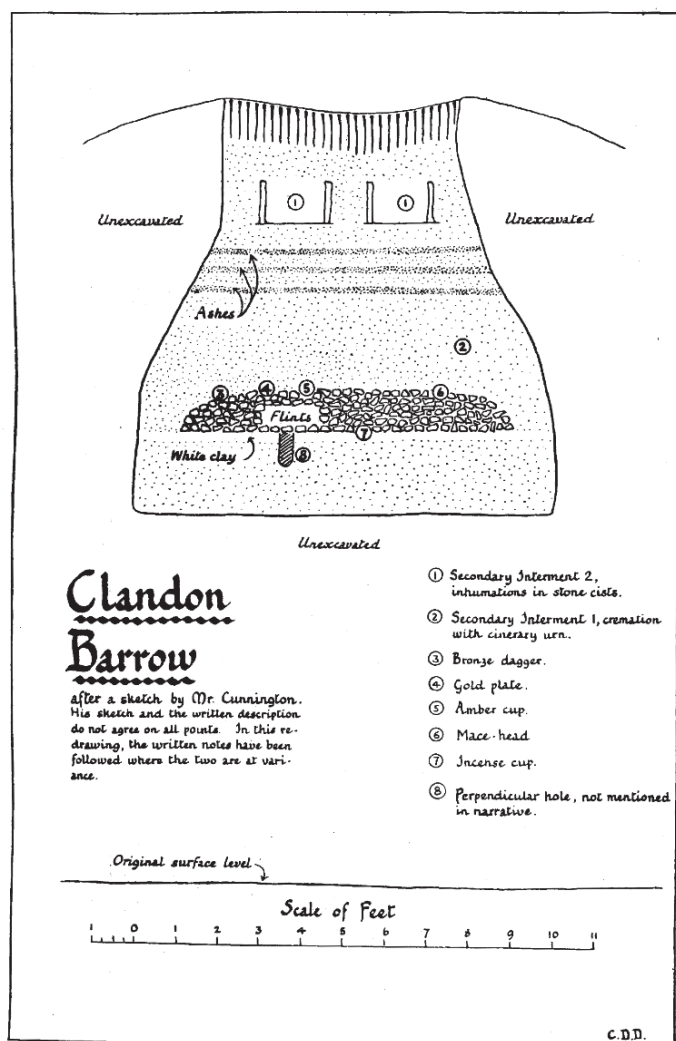 ① ①
Unexcavated Unexcavated
Ashes
②
③ ④ ⑤ ⑥
Flints
⑦
White clay ⑧
Unexcavated
Clandon
Barrow
after a sketch by Mr. Cunnington.
His sketch and the written description
do not agree on all points. In this re-
drawing, the written notes have been
followed where the two are at vari-
ance.
① Secondary Interment 2,
inhumations in stone cists.
② Secondary Interment 1, cremation
with cinerary urn.
③ Bronze dagger.
④ Gold plate.
⑤ Amber cup.
⑥ Mace-head
⑦ Incense cup.
⑧ Perpendicular hole, not mentioned
in narrative.
Original surface level
Scale of Feet
1 0 1 2 3 4 5 6 7 8 9 10 11
C.D.D.